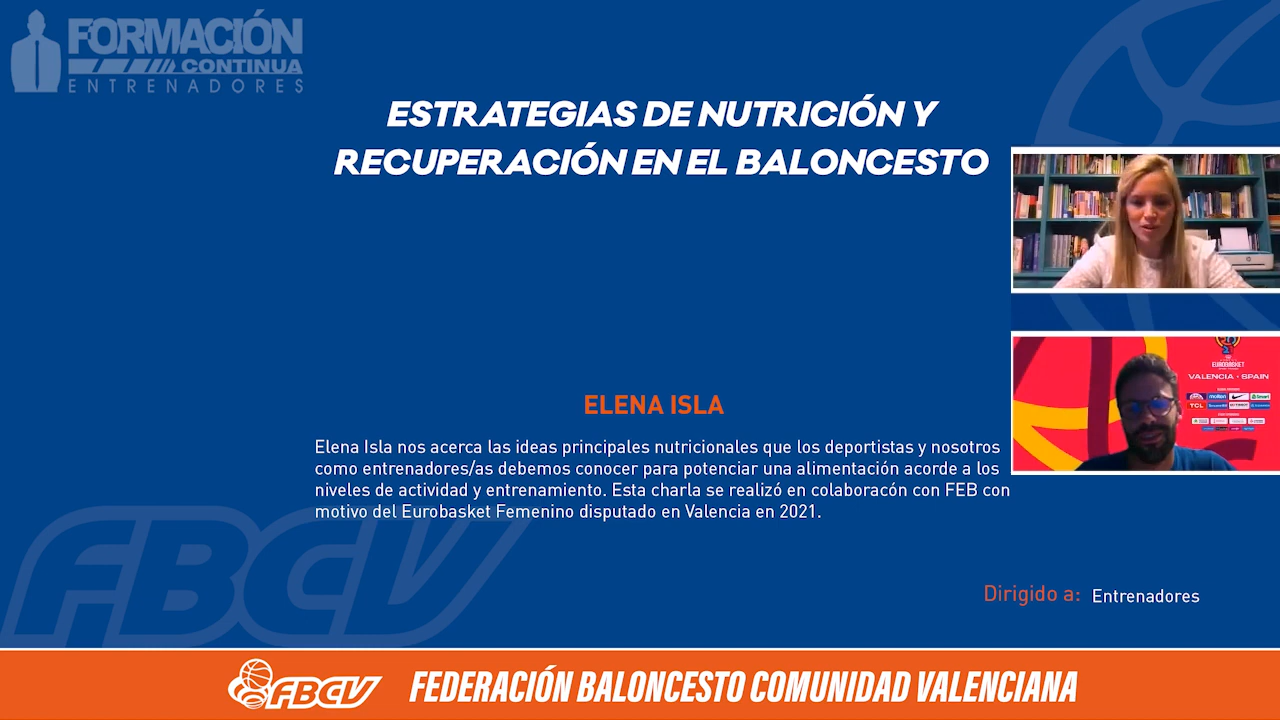 FORMACIÓN
CONTINUA
ENTRENADORES
ESTRATEGIAS DE NUTRICIÓN Y
RECUPERACIÓN EN EL BALONCESTO
EUROBASKET
VALENCIA • SPAIN
molten
TCL
ELENA ISLA
Elena Isla nos acerca las ideas principales nutricionales que los deportistas y nosotros
como entrenadores/as debemos conocer para potenciar una alimentación acorde a los
niveles de actividad y entrenamiento. Esta charla se realizó en colaboracón con FEB con
motivo del Eurobasket Femenino disputado en Valencia en 2021.
FBCV
Dirigido a: Entrenadores
FBCV FEDERACIÓN BALONCESTO COMUNIDAD VALENCIANA